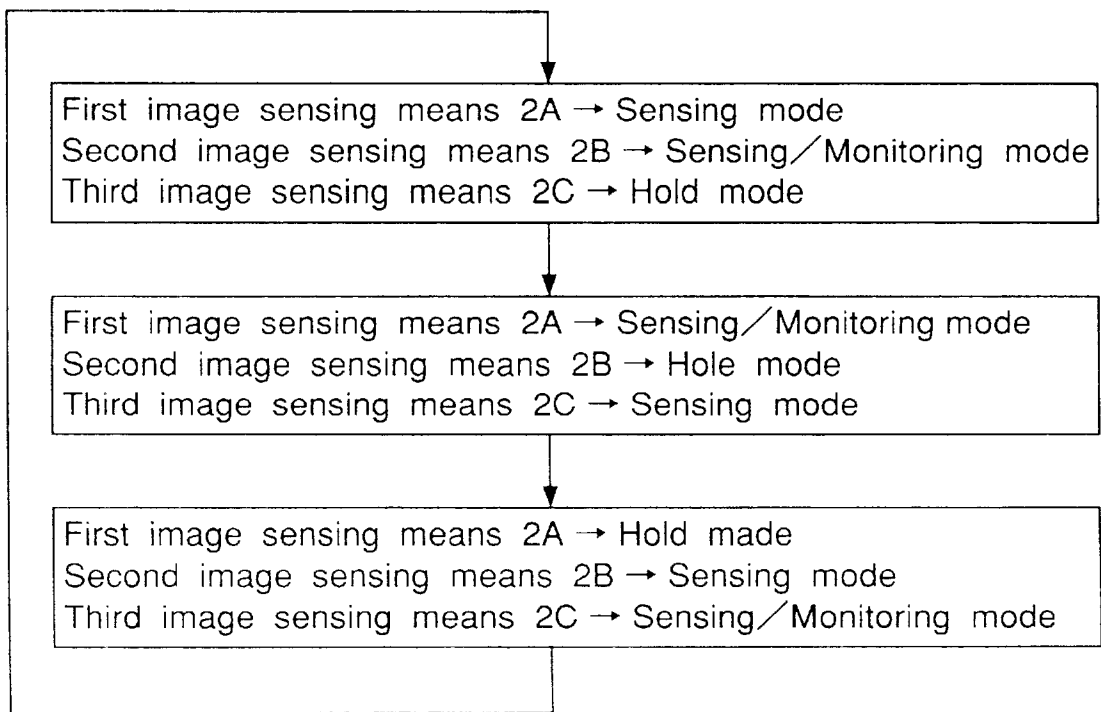 First image sensing means 2A → Sensing mode
Second image sensing means 2B → Sensing／Monitoring mode
Third image sensing means 2C → Hold mode
First image sensing means 2A → Sensing／Monitoring mode
Second image sensing means 2B → Hole mode
Third image sensing means 2C → Sensing mode
First image sensing means 2A → Hold made
Second image sensing means 2B → Sensing mode
Third image sensing means 2C → Sensing／Monitoring mode